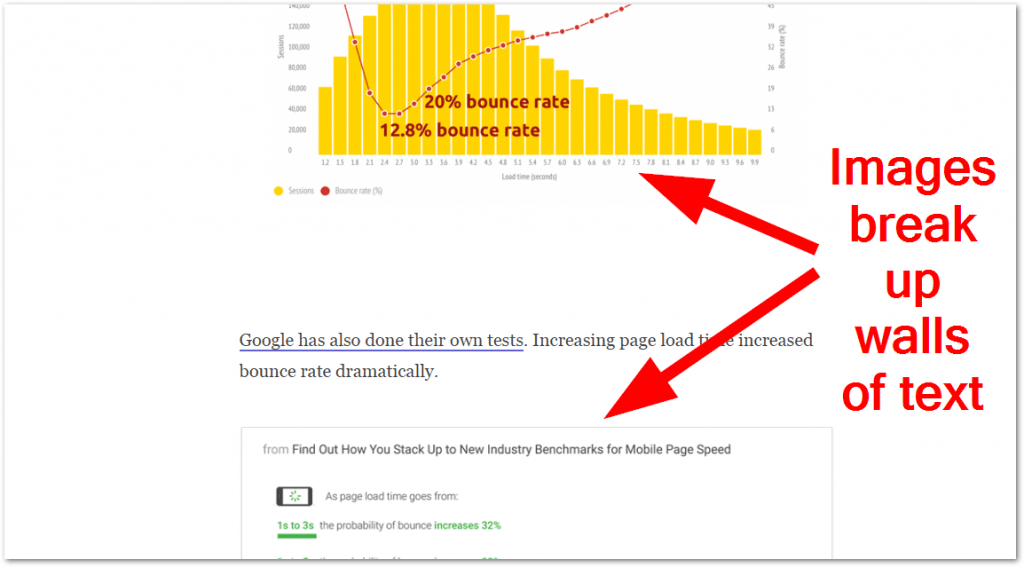 140,000
120,000
100,000
80,000
60,000
40,000
20,000
0
Sessions
45
39
32
26
19
13
6
0
Bounce rate (%)
20% bounce rate
12.8% bounce rate
1.2 1.5 1.8 2.1 2.4 2.7 3.0 3.3 3.6 3.9 4.2 4.5 4.8 5.1 5.4 5.7 6.0 6.3 6.6 6.9 7.2 7.5 7.8 8.1 8.4 8.7 9.0 9.3 9.6 9.9
Load time (seconds)
Sessions Bounce rate (%)
Images
break
up
walls
of text
Google has also done their own tests. Increasing page load time increased
bounce rate dramatically.
from Find Out How You Stack Up to New Industry Benchmarks for Mobile Page Speed
As page load time goes from:
1s to 3s the probability of bounce increases 32%